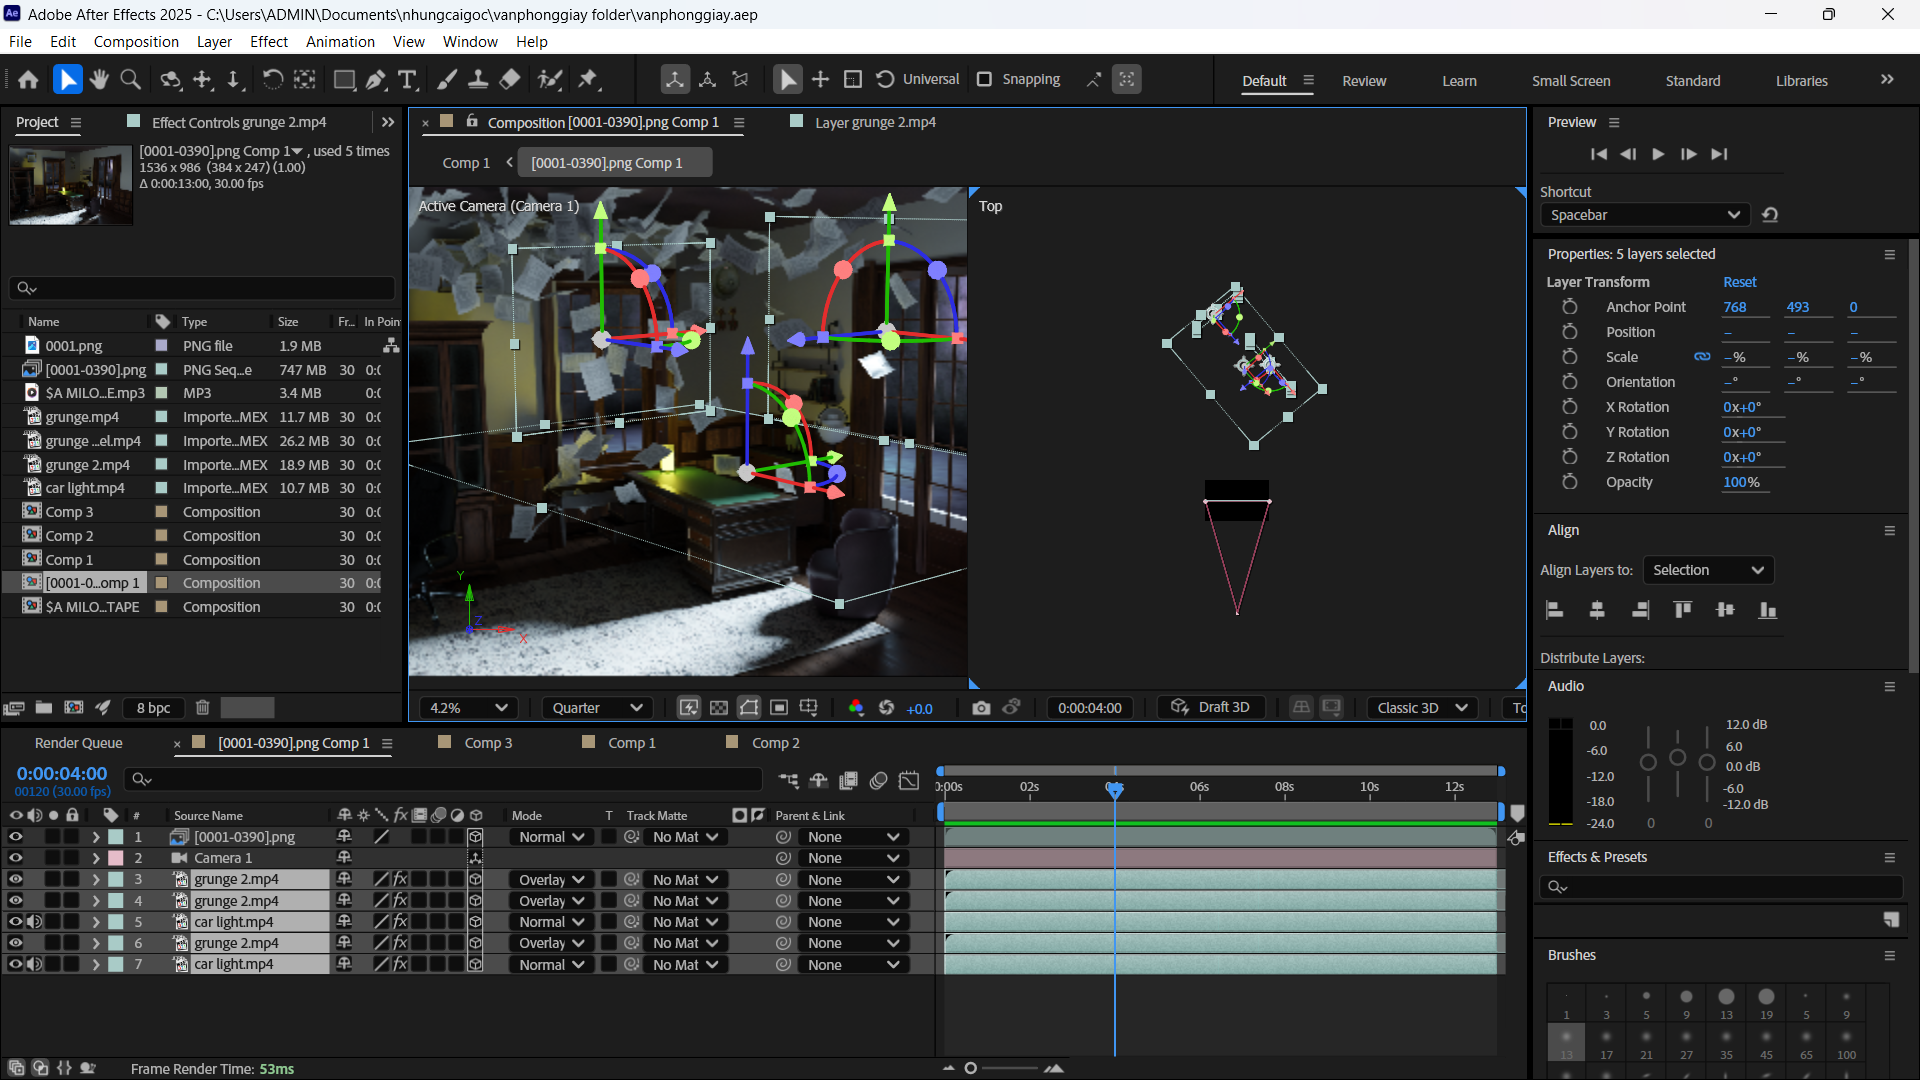 Adobe After Effects 2025 - C:\Users\ADMIN\Documents\nhungcaigoc\vanphonggiay folder\vanphonggiay.aep
File Edit Composition Layer Effect Animation View Window Help
Universal Snapping Default Review Learn Small Screen Standard Libraries
Project
Effect Controls grunge 2.mp4
[0001-0390].png Comp 1 , used 5 times
1536 x 986 (384 x 247) (1.00)
Δ 0:00:13:00, 30.00 fps
Name Type Size Fr... In Poin
0001.png PNG file 1.9 MB
[0001-0390].png PNG Seq...e 747 MB 30 0:0
$A MILO...E.mp3 MP3 3.4 MB 0:0
grunge.mp4 Importe...MEX 11.7 MB 30 0:0
grunge ...el.mp4 Importe...MEX 26.2 MB 30 0:0
grunge 2.mp4 Importe...MEX 18.9 MB 30 0:0
car light.mp4 Importe...MEX 10.7 MB 30 0:0
Comp 3 Composition 30 0:0
Comp 2 Composition 30 0:0
Comp 1 Composition 30 0:0
[0001-0...omp 1 Composition 30 0:0
$A MILO...TAPE Composition 30 0:0
8 bpc
Composition [0001-0390].png Comp 1
Layer grunge 2.mp4
Comp 1 [0001-0390].png Comp 1
Active Camera (Camera 1)
Top
Y
Z
X
4.2% Quarter +0.0 0:00:04:00 Draft 3D Classic 3D To
Preview
Shortcut
Spacebar
Properties: 5 layers selected
Layer Transform Reset
Anchor Point 768 493 0
Position – – –
Scale –% –% –%
Orientation –° –° –°
X Rotation 0x+0°
Y Rotation 0x+0°
Z Rotation 0x+0°
Opacity 100%
Align
Align Layers to: Selection
Distribute Layers:
Audio
0.0 12.0 dB
-6.0 6.0
-12.0 0.0 dB
-18.0 -6.0
-24.0 -12.0 dB
0 0
Effects & Presets
Brushes
1 3 5 9 13 19 5 9
13 17 21 27 35 45 65 100
Render Queue [0001-0390].png Comp 1 Comp 3 Comp 1 Comp 2
0:00:04:00
00120 (30.00 fps)
02s 06s 08s 10s 12s
# Source Name Mode T Track Matte Parent & Link
1 [0001-0390].png Normal No Mat None
2 Camera 1 None
3 grunge 2.mp4 Overlay No Mat None
4 grunge 2.mp4 Overlay No Mat None
5 car light.mp4 Normal No Mat None
6 grunge 2.mp4 Overlay No Mat None
7 car light.mp4 Normal No Mat None
Frame Render Time: 53ms